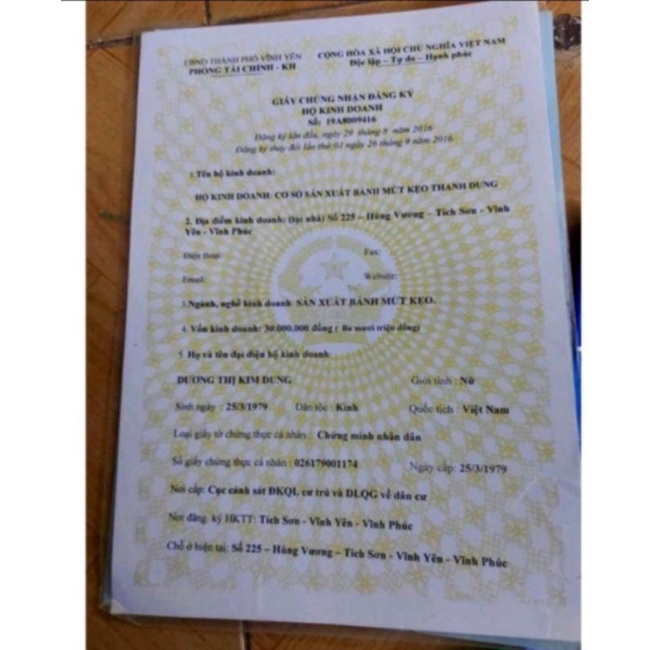 UBND THÀNH PHỐ VĨNH YÊN
PHÒNG TÀI CHÍNH - KH
CỘNG HÒA XÃ HỘI CHỦ NGHĨA VIỆT NAM
Độc lập – Tự do – Hạnh phúc
GIẤY CHỨNG NHẬN ĐĂNG KÝ
HỘ KINH DOANH
Số: 19A8009416
Đăng ký lần đầu, ngày 29 tháng 8 năm 2016
Đăng ký thay đổi lần thứ 01 ngày 26 tháng 9 năm 2016
1. Tên hộ kinh doanh:
HỘ KINH DOANH: CƠ SỞ SẢN XUẤT BÁNH MỨT KẸO THANH DUNG
2. Địa điểm kinh doanh: (tại nhà) Số 225 – Hùng Vương – Tích Sơn - Vĩnh
Yên - Vĩnh Phúc
Điện thoại: Fax:
Email: Website:
3. Ngành, nghề kinh doanh: SẢN XUẤT BÁNH MỨT KẸO.
4. Vốn kinh doanh: 30.000.000 đồng ( Ba mươi triệu đồng)
5. Họ và tên đại diện hộ kinh doanh:
DƯƠNG THỊ KIM DUNG Giới tính : Nữ
Sinh ngày : 25/3/1979 Dân tộc : Kinh Quốc tịch : Việt Nam
Loại giấy tờ chứng thực cá nhân : Chứng minh nhân dân
Số giấy chứng thực cá nhân : 026179001174 Ngày cấp: 25/3/1979
Nơi cấp: Cục cảnh sát ĐKQL cư trú và DLQG về dân cư
Nơi đăng ký HKTT: Tích Sơn - Vĩnh Yên - Vĩnh Phúc
Chỗ ở hiện tại: Số 225 – Hùng Vương – Tích Sơn - Vĩnh Yên - Vĩnh Phúc